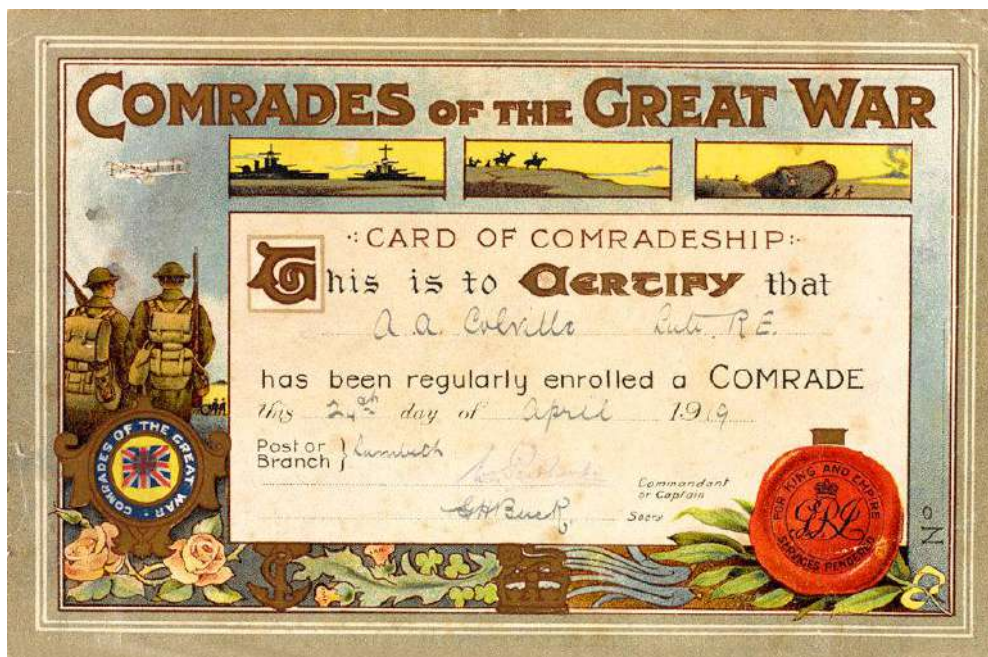 COMRADES OF THE GREAT WAR
CARD OF COMRADESHIP
This is to CERTIFY that
A. A. Colville Lieut. R.E.
has been regularly enrolled a COMRADE
this 24th day of April 1919
Post or Branch } Lambeth
Commandant or Captain
G H Buck Secry
COMRADES OF THE GREAT WAR
FOR KING AND EMPIRE
SERVICES RENDERED
GRI
No